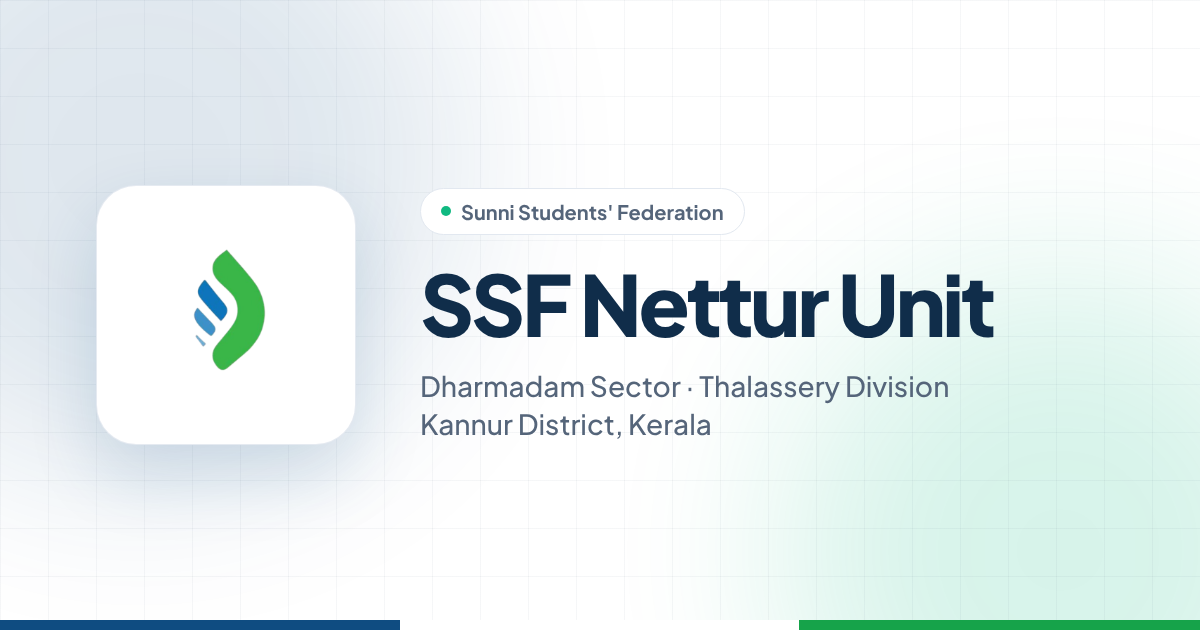 Sunni Students' Federation
SSF Nettur Unit
Dharmadam Sector · Thalassery Division
Kannur District, Kerala